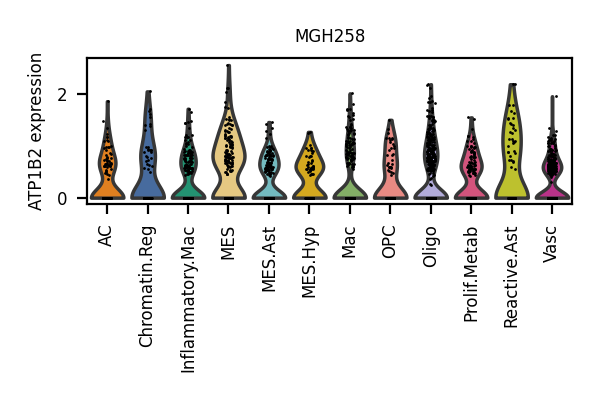 MGH258
ATP1B2 expression
2
0
AC
Chromatin.Reg
Inflammatory.Mac
MES
MES.Ast
MES.Hyp
Mac
OPC
Oligo
Prolif.Metab
Reactive.Ast
Vasc